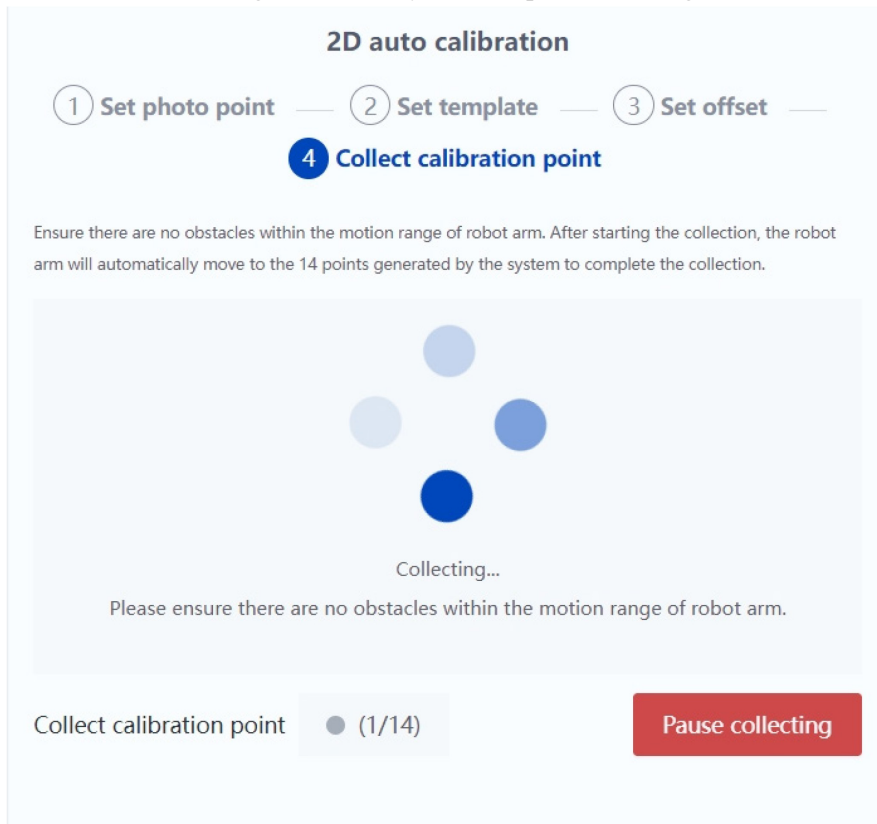 2D auto calibration
1 Set photo point
2 Set template
3 Set offset
4 Collect calibration point
Ensure there are no obstacles within the motion range of robot arm. After starting the collection, the robot
arm will automatically move to the 14 points generated by the system to complete the collection.
Collecting...
Please ensure there are no obstacles within the motion range of robot arm.
Collect calibration point
(1/14)
Pause collecting